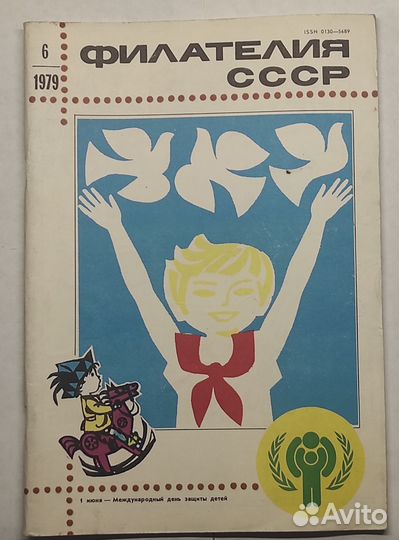 6
1979
ISSN 0130—5689
ФИЛАТЕЛИЯ
СССР
1 июня — Международный день защиты детей
Avito